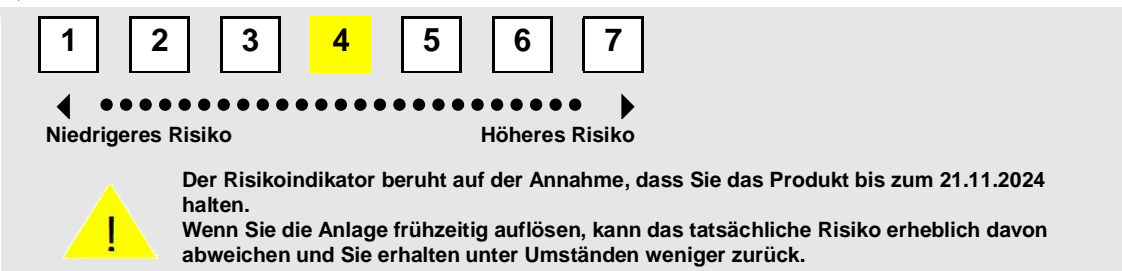 1 2 3 4 5 6 7
Niedrigeres Risiko Höheres Risiko
! Der Risikoindikator beruht auf der Annahme, dass Sie das Produkt bis zum 21.11.2024
halten.
Wenn Sie die Anlage frühzeitig auflösen, kann das tatsächliche Risiko erheblich davon
abweichen und Sie erhalten unter Umständen weniger zurück.